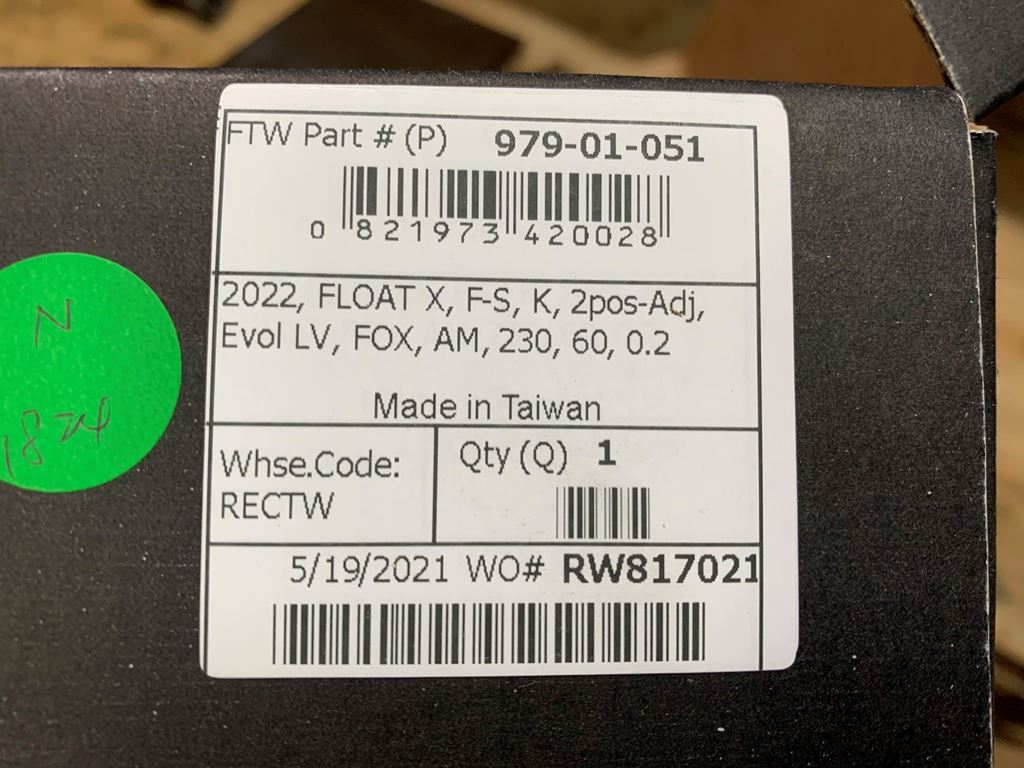 FTW Part # (P) 979-01-051
0 821973 420028
2022, FLOAT X, F-S, K, 2pos-Adj,
Evol LV, FOX, AM, 230, 60, 0.2
Made in Taiwan
Whse.Code:
RECTW
Qty (Q) 1
5/19/2021 WO# RW817021
N